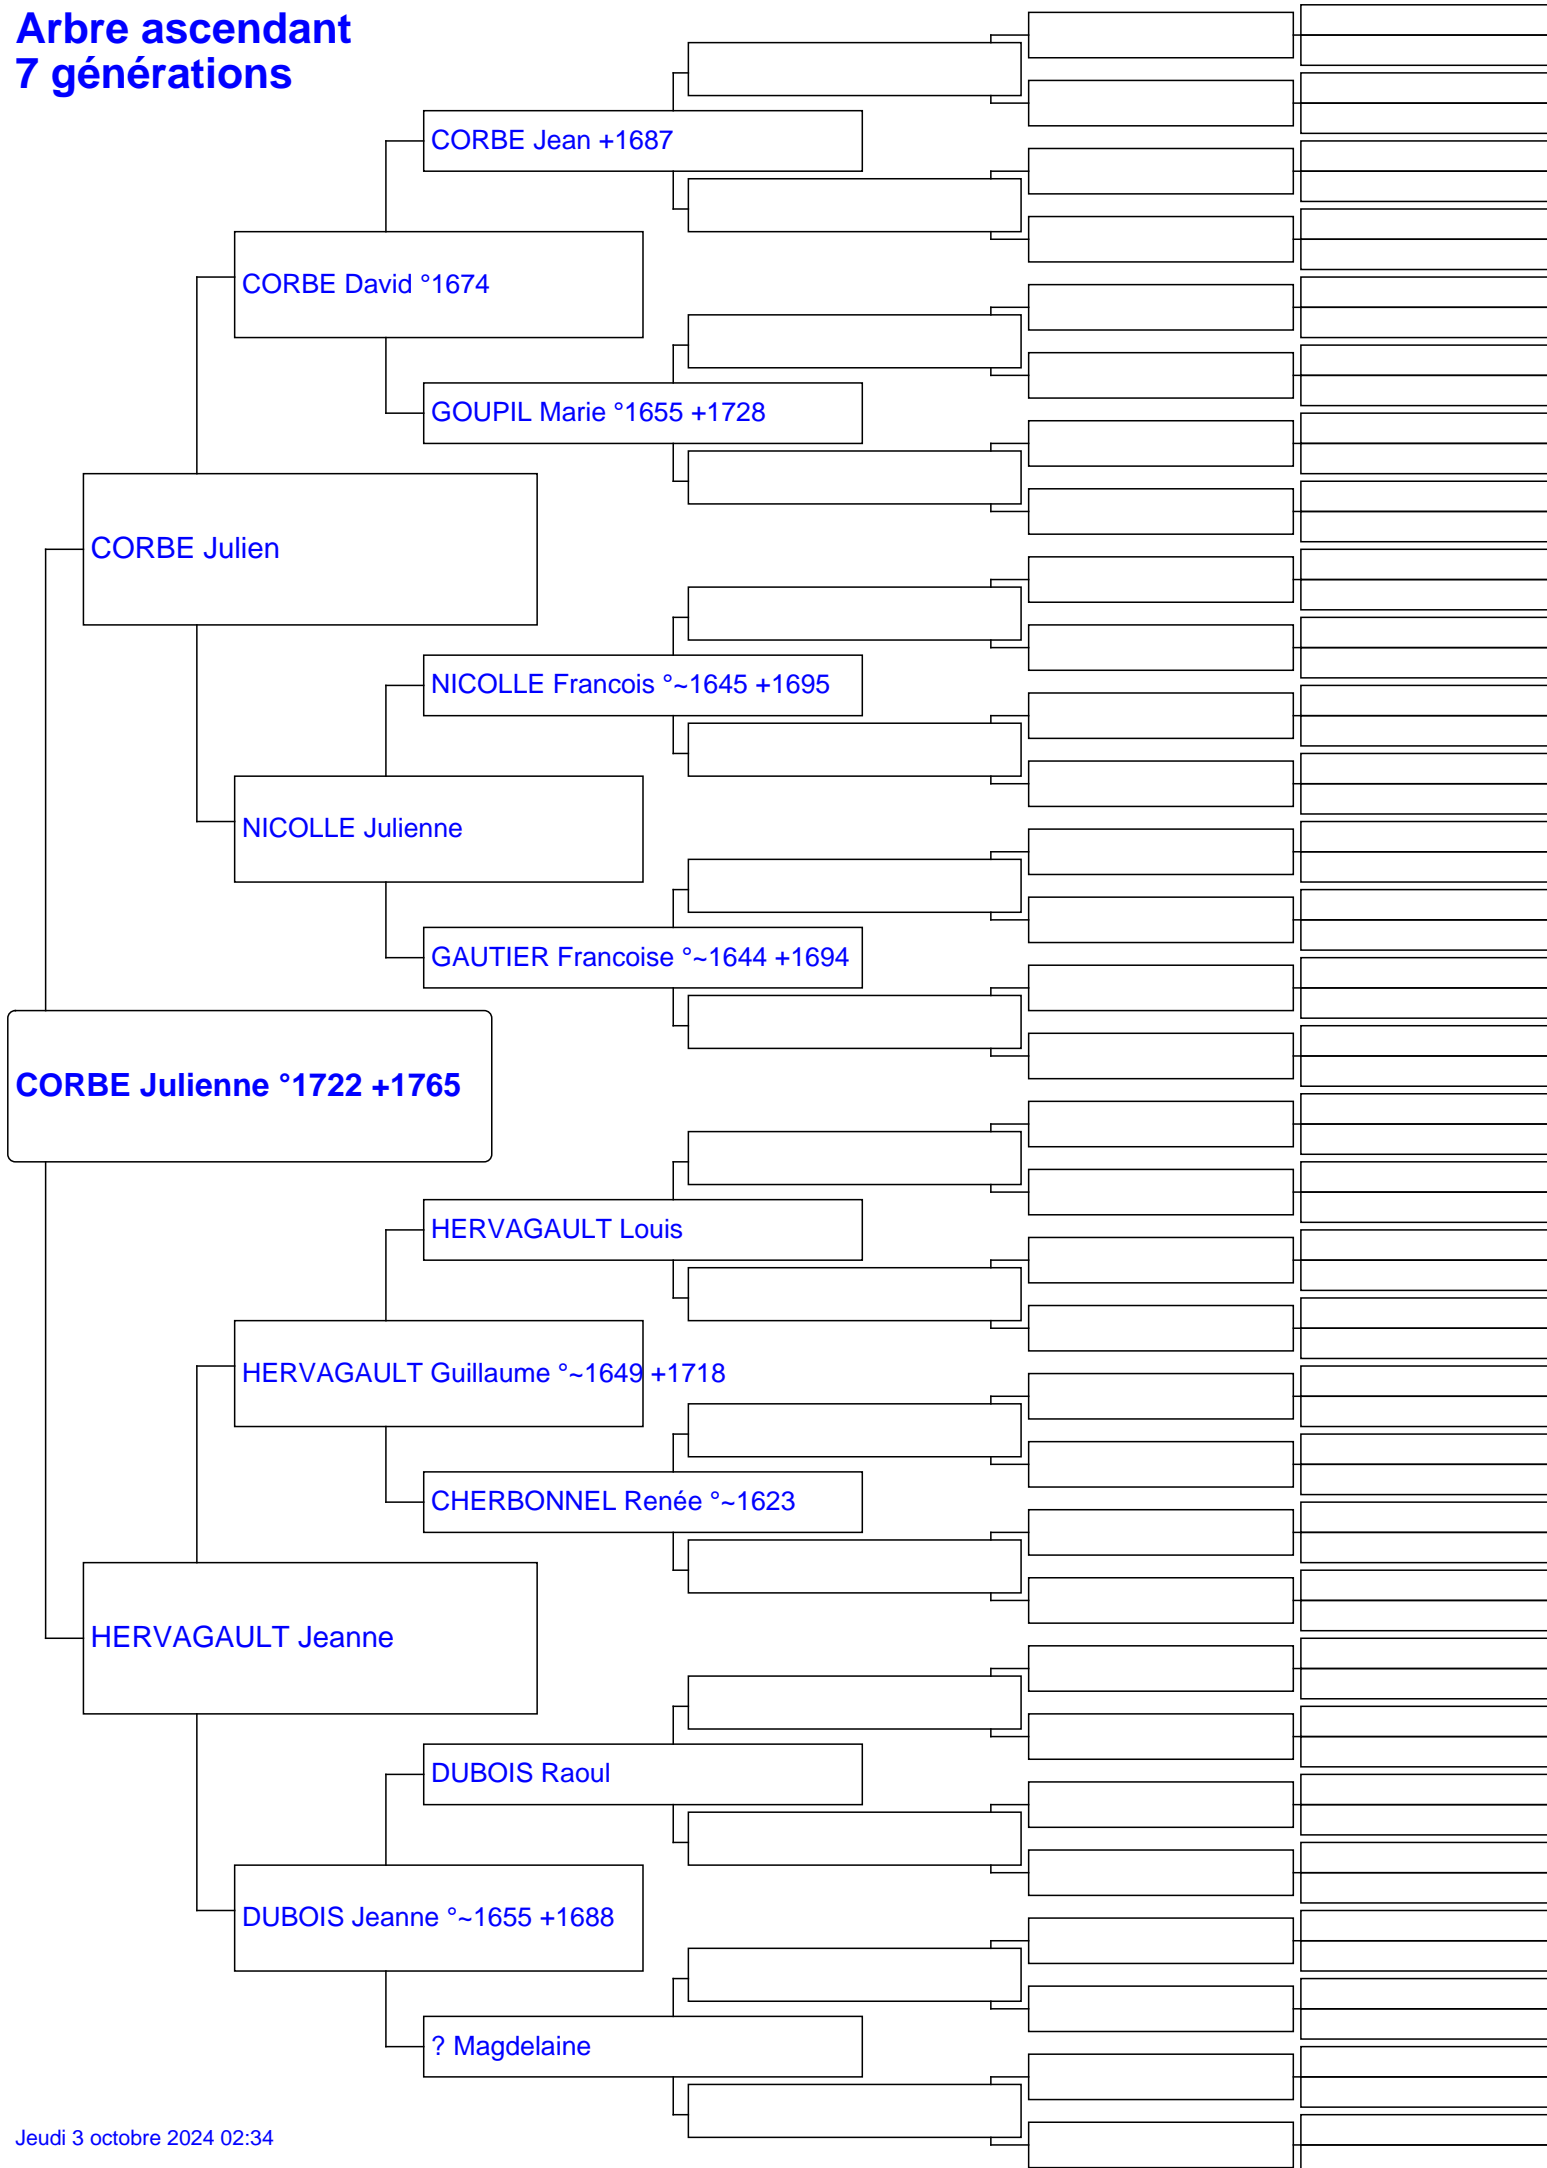 Arbre ascendant
7 générations
CORBE Jean +1687
CORBE David °1674
GOUPIL Marie °1655 +1728
CORBE Julien
NICOLLE Francois °~1645 +1695
NICOLLE Julienne
GAUTIER Francoise °~1644 +1694
CORBE Julienne °1722 +1765
HERVAGAULT Louis
HERVAGAULT Guillaume °~1649 +1718
CHERBONNEL Renée °~1623
HERVAGAULT Jeanne
DUBOIS Raoul
DUBOIS Jeanne °~1655 +1688
? Magdelaine
Jeudi 3 octobre 2024 02:34